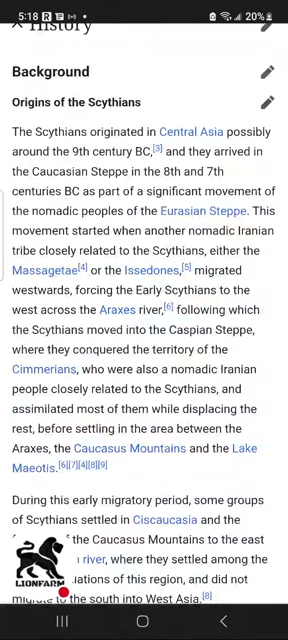 5:18
20%
History
Background
Origins of the Scythians
The Scythians originated in Central Asia possibly
around the 9th century BC,[3] and they arrived in
the Caucasian Steppe in the 8th and 7th
centuries BC as part of a significant movement of
the nomadic peoples of the Eurasian Steppe. This
movement started when another nomadic Iranian
tribe closely related to the Scythians, either the
Massagetae[4] or the Issedones,[5] migrated
westwards, forcing the Early Scythians to the
west across the Araxes river,[6] following which
the Scythians moved into the Caspian Steppe,
where they conquered the territory of the
Cimmerians, who were also a nomadic Iranian
people closely related to the Scythians, and
assimilated most of them while displacing the
rest, before settling in the area between the
Araxes, the Caucasus Mountains and the Lake
Maeotis.[6][7][4][8][9]
During this early migratory period, some groups
of Scythians settled in Ciscaucasia and the
the Caucasus Mountains to the east
river, where they settled among the
of this region, and did not
migrate to the south into West Asia.[8]
LIONFARM